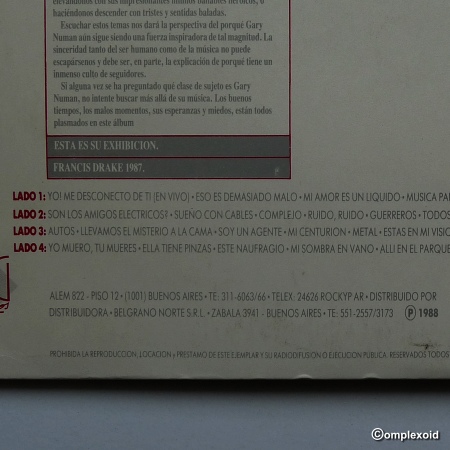 elevándonos con sus impresionantes himnos bailables heroicos, o
haciéndonos descender con tristes y sentidas baladas.
Escuchar estos temas nos dará la perspectiva del porqué Gary
Numan aún sigue siendo una fuerza inspiradora de tal magnitud. La
sinceridad tanto del ser humano como de la música no puede
escapársenos y debe ser, en parte, la explicación de porqué tiene un
inmenso culto de seguidores.
Si alguna vez se ha preguntado qué clase de sujeto es Gary
Numan, no intente buscar más allá de su música. Los buenos
tiempos, los malos momentos, sus esperanzas y miedos, están todos
plasmados en este álbum
ESTA ES SU EXHIBICION.
FRANCIS DRAKE 1987.
LADO 1: YO! ME DESCONECTO DE TI (EN VIVO) • ESO ES DEMASIADO MALO • MI AMOR ES UN LIQUIDO • MUSICA PA
LADO 2: SON LOS AMIGOS ELECTRICOS? • SUEÑO CON CABLES • COMPLEJO • RUIDO, RUIDO • GUERREROS • TODOS
LADO 3: AUTOS • LLEVAMOS EL MISTERIO A LA CAMA • SOY UN AGENTE • MI CENTURION • METAL • ESTAS EN MI VISIO
LADO 4: YO MUERO, TU MUERES • ELLA TIENE PINZAS • ESTE NAUFRAGIO • MI SOMBRA EN VANO • ALLI EN EL PARQUE
ALEM 822 - PISO 12 • (1001) BUENOS AIRES • TE: 311-6063/66 • TELEX. 24626 ROCKYP AR • DISTRIBUIDO POR
DISTRIBUIDORA • BELGRANO NORTE S.R.L. • ZABALA 3941 - BUENOS AIRES • TE: 551-2557/3173 Ⓟ 1988
PROHIBIDA LA REPRODUCCION, LOCACION y PRESTAMO DE ESTE EJEMPLAR Y SU RADIODIFUSION O EJECUCION PUBLICA. RESERVADOS TODOS
©omplexoid